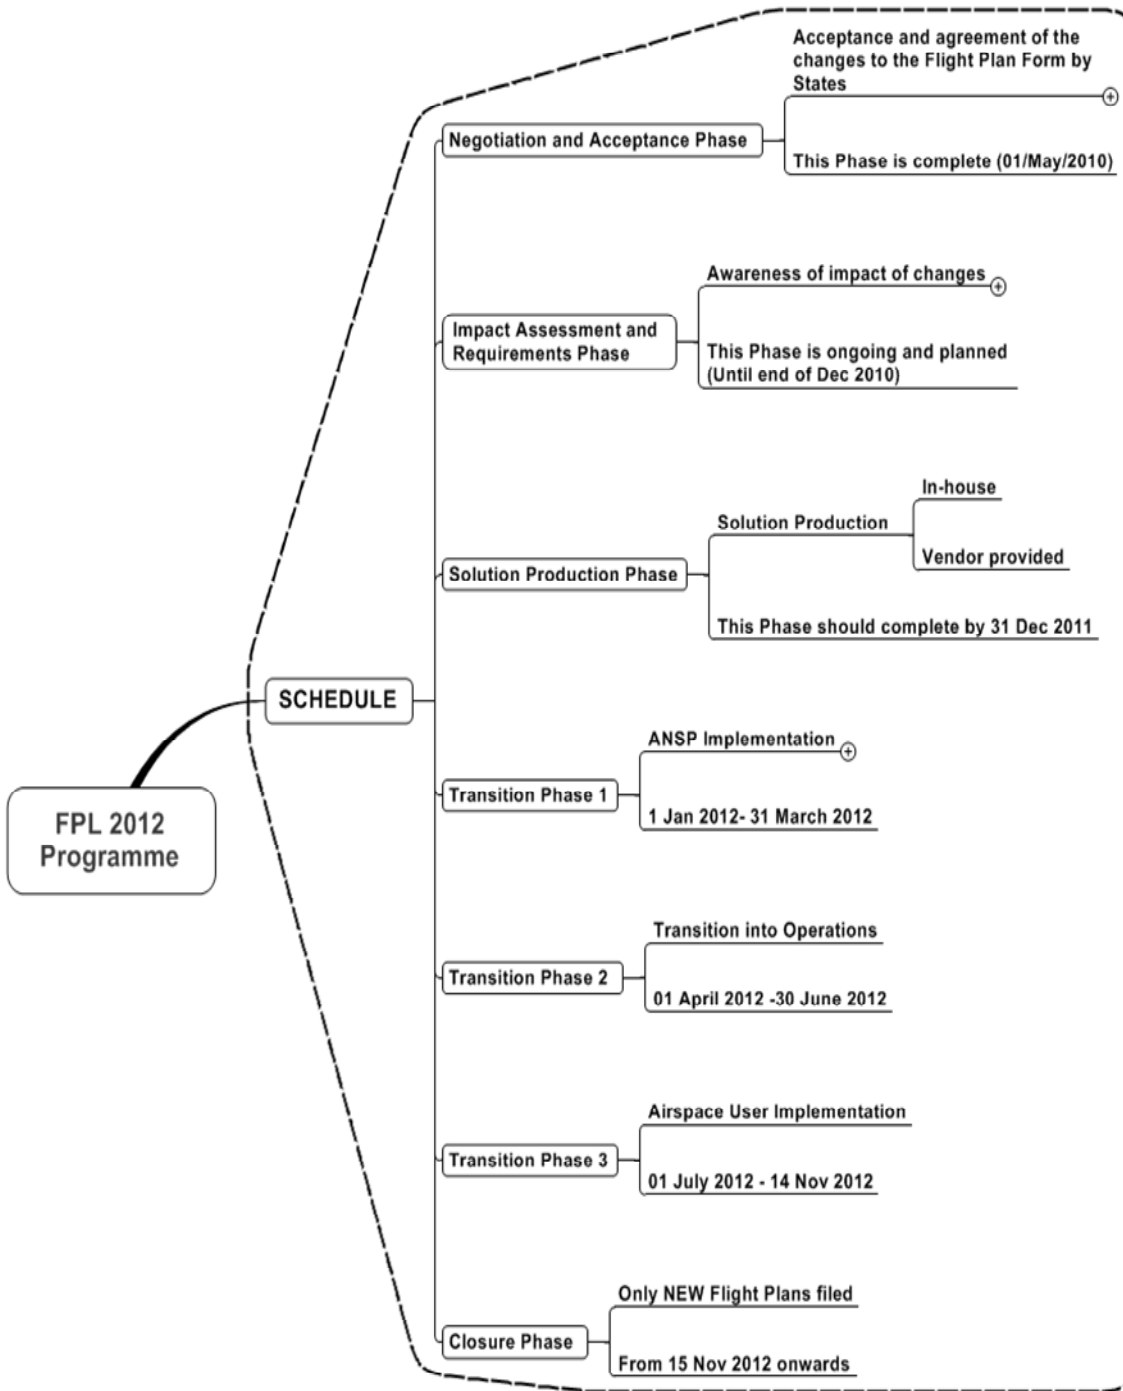 FPL 2012
Programme
SCHEDULE
Negotiation and Acceptance Phase
Acceptance and agreement of the
changes to the Flight Plan Form by
States
This Phase is complete (01/May/2010)
Impact Assessment and
Requirements Phase
Awareness of impact of changes
This Phase is ongoing and planned
(Until end of Dec 2010)
Solution Production Phase
Solution Production
In-house
Vendor provided
This Phase should complete by 31 Dec 2011
Transition Phase 1
ANSP Implementation
1 Jan 2012- 31 March 2012
Transition Phase 2
Transition into Operations
01 April 2012 -30 June 2012
Transition Phase 3
Airspace User Implementation
01 July 2012 - 14 Nov 2012
Closure Phase
Only NEW Flight Plans filed
From 15 Nov 2012 onwards